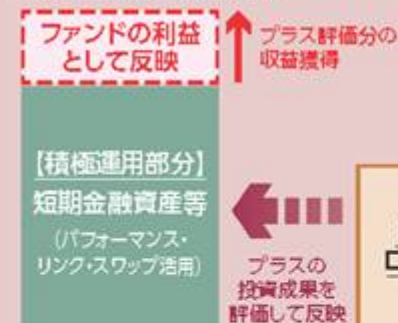 ファンドの利益
として反映
プラス評価分の
収益獲得
【積極運用部分】
短期金融資産等
(パフォーマンス・
リンク・スワップ活用)
プラスの
投資成果を
評価して反映